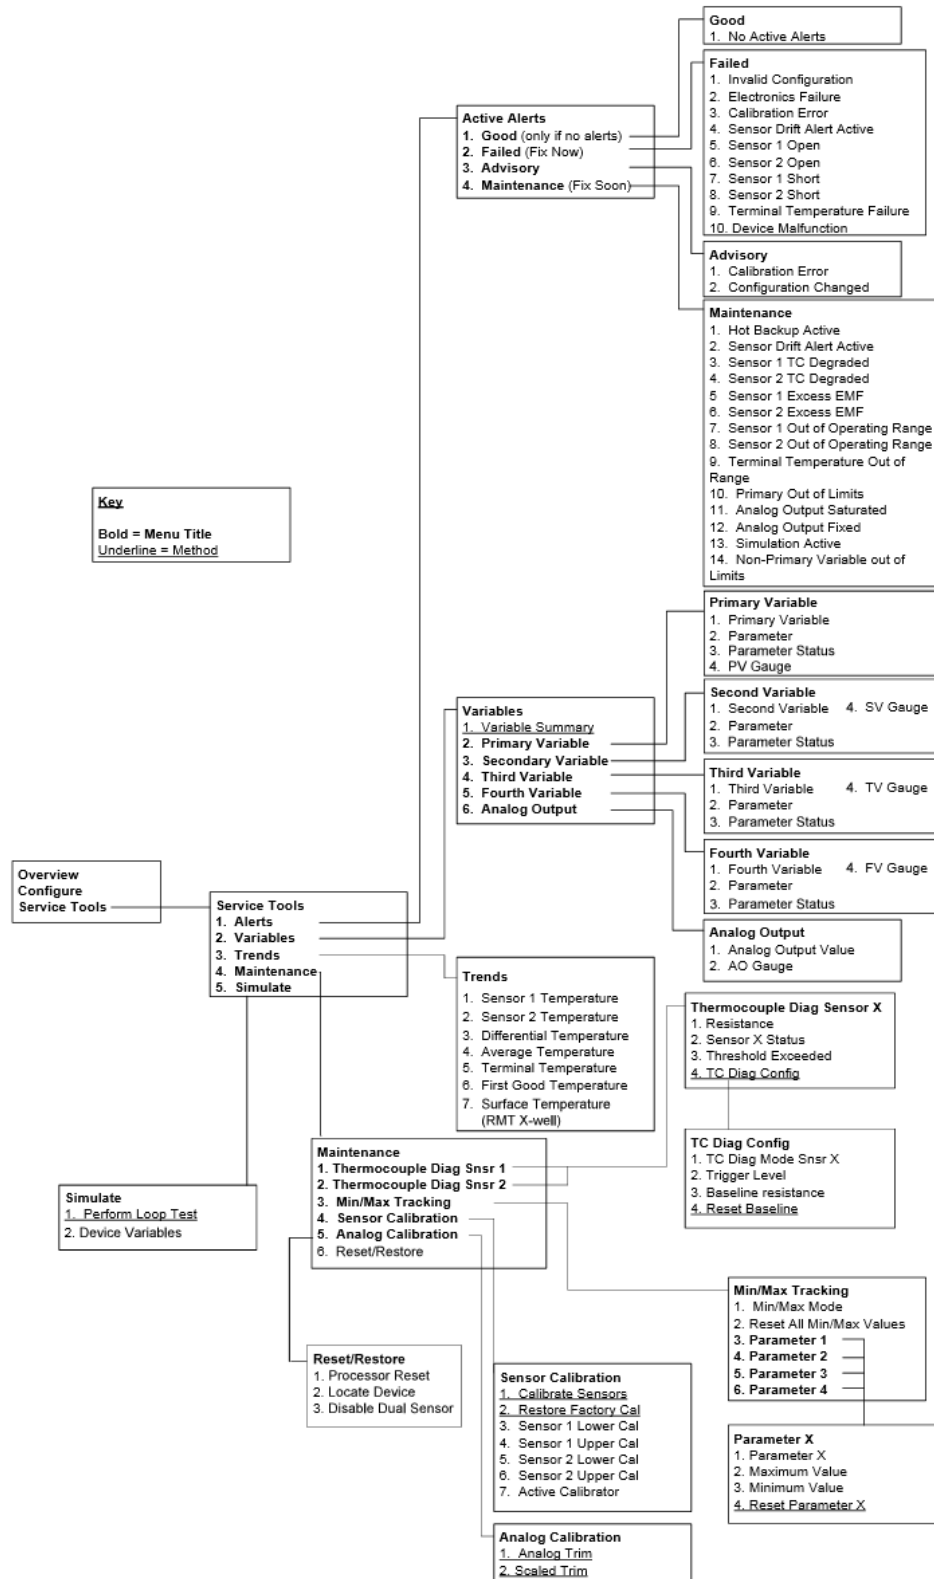 Good
1. No Active Alerts
Failed
1. Invalid Configuration
2. Electronics Failure
3. Calibration Error
4. Sensor Drift Alert Active
5. Sensor 1 Open
6. Sensor 2 Open
7. Sensor 1 Short
8. Sensor 2 Short
9. Terminal Temperature Failure
10. Device Malfunction
Active Alerts
1. Good (only if no alerts)
2. Failed (Fix Now)
3. Advisory
4. Maintenance (Fix Soon)
Advisory
1. Calibration Error
2. Configuration Changed
Maintenance
1. Hot Backup Active
2. Sensor Drift Alert Active
3. Sensor 1 TC Degraded
4. Sensor 2 TC Degraded
5 Sensor 1 Excess EMF
6. Sensor 2 Excess EMF
7. Sensor 1 Out of Operating Range
8. Sensor 2 Out of Operating Range
9. Terminal Temperature Out of
Range
10. Primary Out of Limits
11. Analog Output Saturated
12. Analog Output Fixed
13. Simulation Active
14. Non-Primary Variable out of
Limits
Key
Bold = Menu Title
Underline = Method
Primary Variable
1. Primary Variable
2. Parameter
3. Parameter Status
4. PV Gauge
Variables
1. Variable Summary
2. Primary Variable
3. Secondary Variable
4. Third Variable
5. Fourth Variable
6. Analog Output
Second Variable
1. Second Variable 4. SV Gauge
2. Parameter
3. Parameter Status
Third Variable
1. Third Variable 4. TV Gauge
2. Parameter
3. Parameter Status
Fourth Variable
1. Fourth Variable 4. FV Gauge
2. Parameter
3. Parameter Status
Overview
Configure
Service Tools
Service Tools
1. Alerts
2. Variables
3. Trends
4. Maintenance
5. Simulate
Analog Output
1. Analog Output Value
2. AO Gauge
Trends
1. Sensor 1 Temperature
2. Sensor 2 Temperature
3. Differential Temperature
4. Average Temperature
5. Terminal Temperature
6. First Good Temperature
7. Surface Temperature
(RMT X-well)
Thermocouple Diag Sensor X
1. Resistance
2. Sensor X Status
3. Threshold Exceeded
4. TC Diag Config
TC Diag Config
1. TC Diag Mode Snsr X
2. Trigger Level
3. Baseline resistance
4. Reset Baseline
Maintenance
1. Thermocouple Diag Snsr 1
2. Thermocouple Diag Snsr 2
3. Min/Max Tracking
4. Sensor Calibration
5. Analog Calibration
6. Reset/Restore
Simulate
1. Perform Loop Test
2. Device Variables
Min/Max Tracking
1. Min/Max Mode
2. Reset All Min/Max Values
3. Parameter 1
4. Parameter 2
5. Parameter 3
6. Parameter 4
Reset/Restore
1. Processor Reset
2. Locate Device
3. Disable Dual Sensor
Sensor Calibration
1. Calibrate Sensors
2. Restore Factory Cal
3. Sensor 1 Lower Cal
4. Sensor 1 Upper Cal
5. Sensor 2 Lower Cal
6. Sensor 2 Upper Cal
7. Active Calibrator
Parameter X
1. Parameter X
2. Maximum Value
3. Minimum Value
4. Reset Parameter X
Analog Calibration
1. Analog Trim
2. Scaled Trim